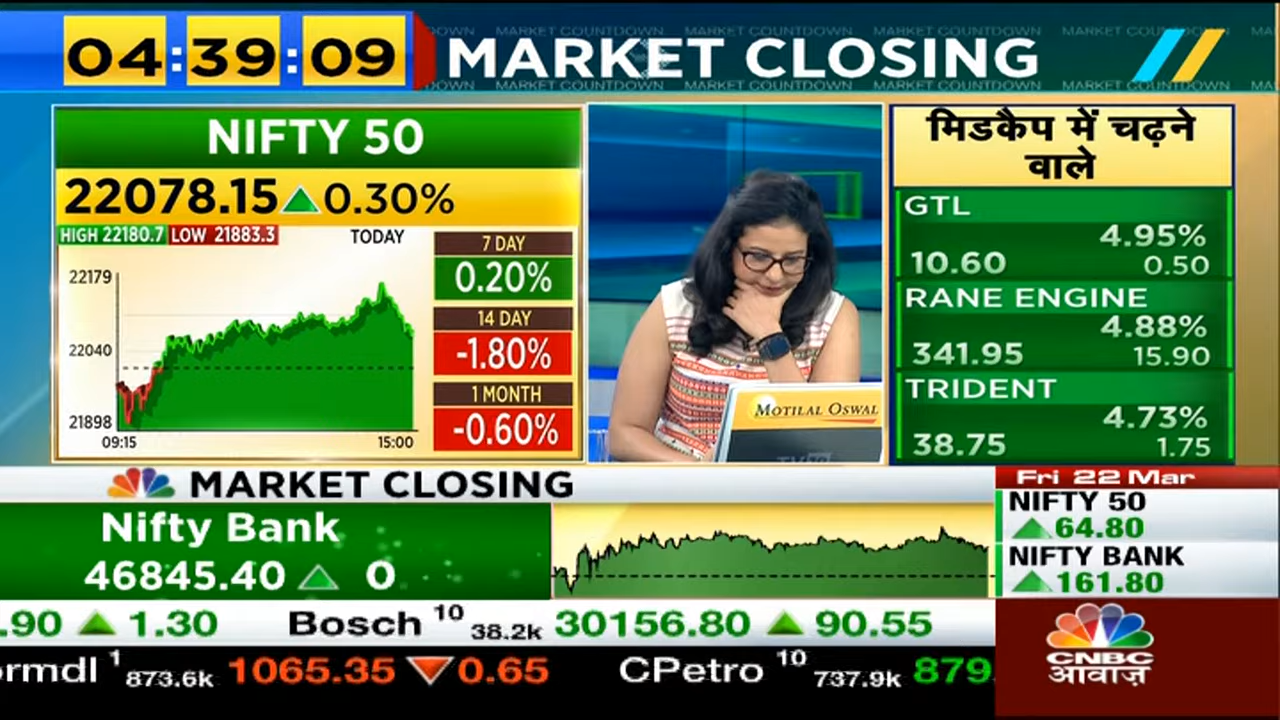 04:39:09
MARKET CLOSING
NIFTY 50
22078.15 ▲ 0.30%
HIGH 22180.7 LOW 21883.3
TODAY
22179
22040
21898
09:15
15:00
7 DAY
0.20%
14 DAY
-1.80%
1 MONTH
-0.60%
MOTILAL OSWAL
मिडकैप में चढ़ने
वाले
GTL
4.95%
10.60 0.50
RANE ENGINE
4.88%
341.95 15.90
TRIDENT
4.73%
38.75 1.75
MARKET CLOSING
Nifty Bank
46845.40 ▲ 0
Fri 22 Mar
NIFTY 50
▲ 64.80
NIFTY BANK
▲ 161.80
.90 ▲ 1.30 Bosch 10 38.2k 30156.80 ▲ 90.55
ormdl 1 873.6k 1065.35 ▼ 0.65 CPetro 10 737.9k 879
CNBC
आवाज़